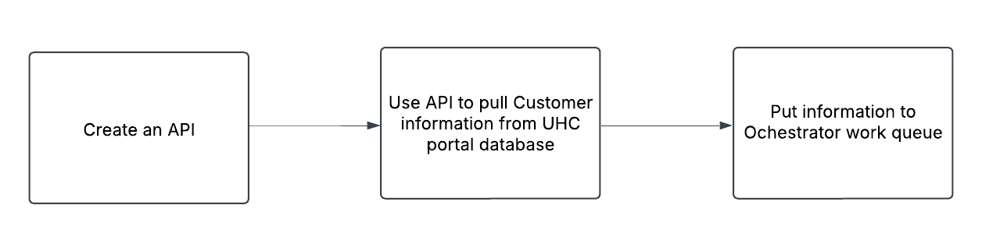 Create an API
Use API to pull Customer
information from UHC
portal database
Put information to
Ochestrator work queue